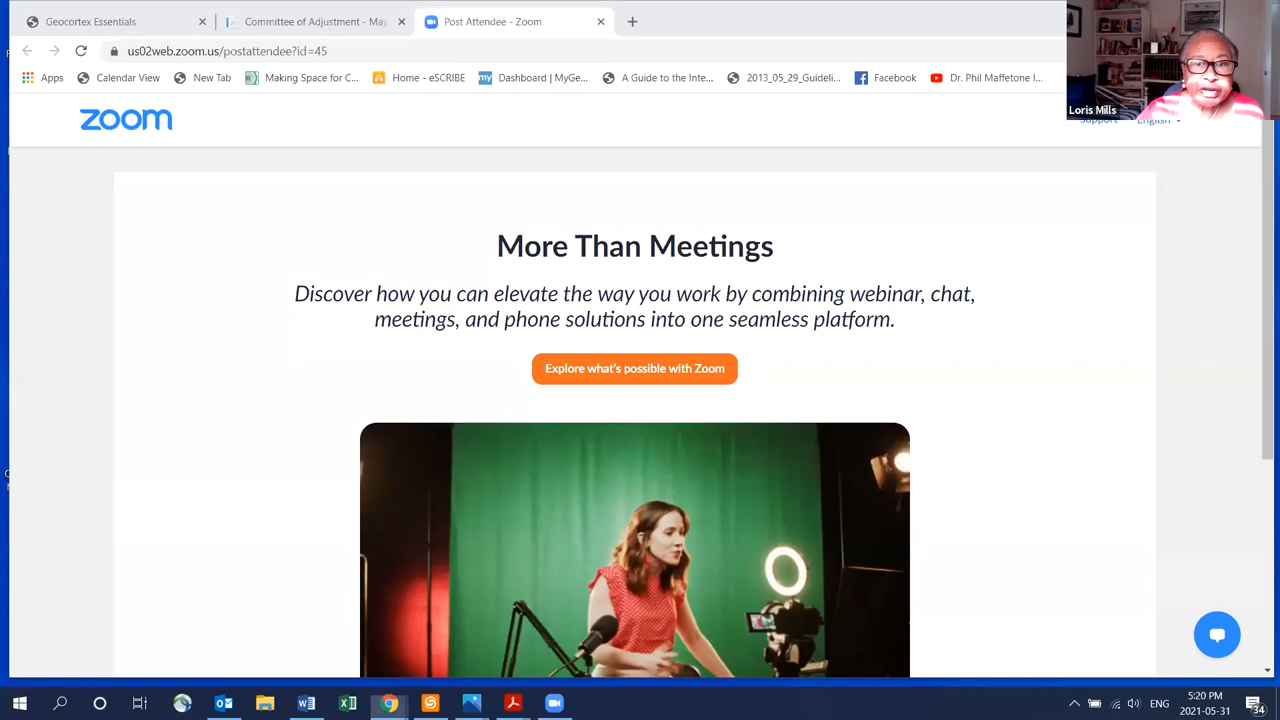 Geocortex Essentials
Committee of Adjustment - May
Post Attendee - Zoom
us02web.zoom.us/postattendee?id=45
Apps
Calendar View
New Tab
Making Space for C...
Home - eSCRIBE
Dashboard | MyGe...
A Guide to the Inte...
2013_05_29_Guideli...
Facebook
Dr. Phil Maffetone I...
Loris Mills
zoom
Support
English
More Than Meetings
Discover how you can elevate the way you work by combining webinar, chat,
meetings, and phone solutions into one seamless platform.
Explore what's possible with Zoom
ENG
5:20 PM
2021-05-31
34